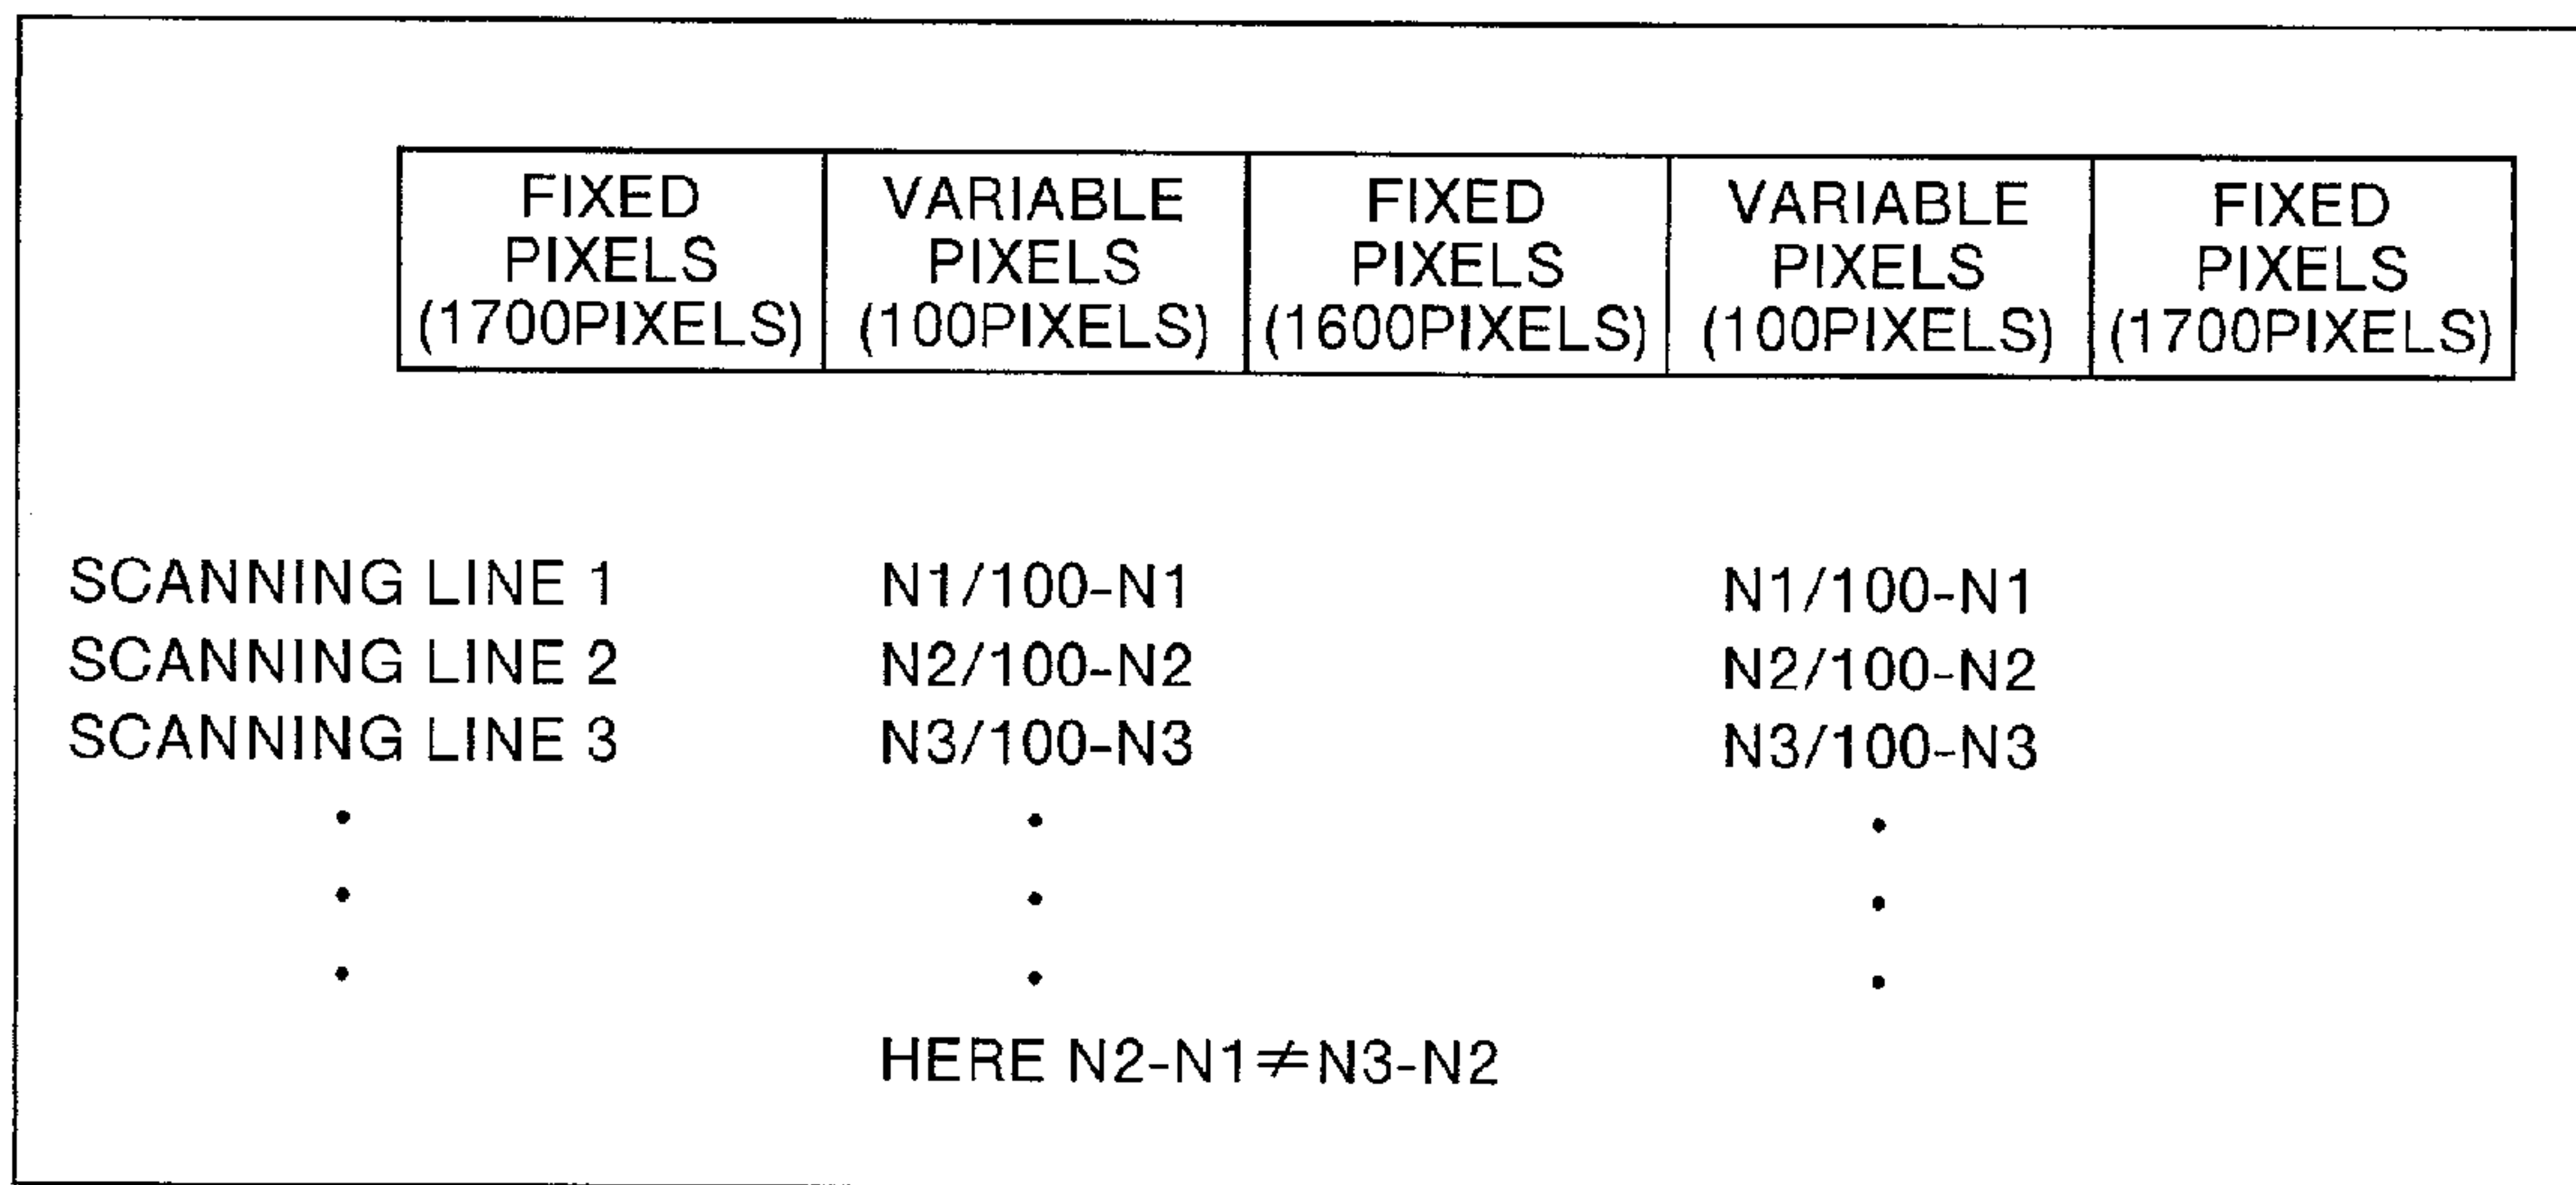 FIXED PIXELS (1700PIXELS)
VARIABLE PIXELS (100PIXELS)
FIXED PIXELS (1600PIXELS)
VARIABLE PIXELS (100PIXELS)
FIXED PIXELS (1700PIXELS)
SCANNING LINE 1 N1/100-N1 N1/100-N1
SCANNING LINE 2 N2/100-N2 N2/100-N2
SCANNING LINE 3 N3/100-N3 N3/100-N3
HERE N2-N1≠N3-N2